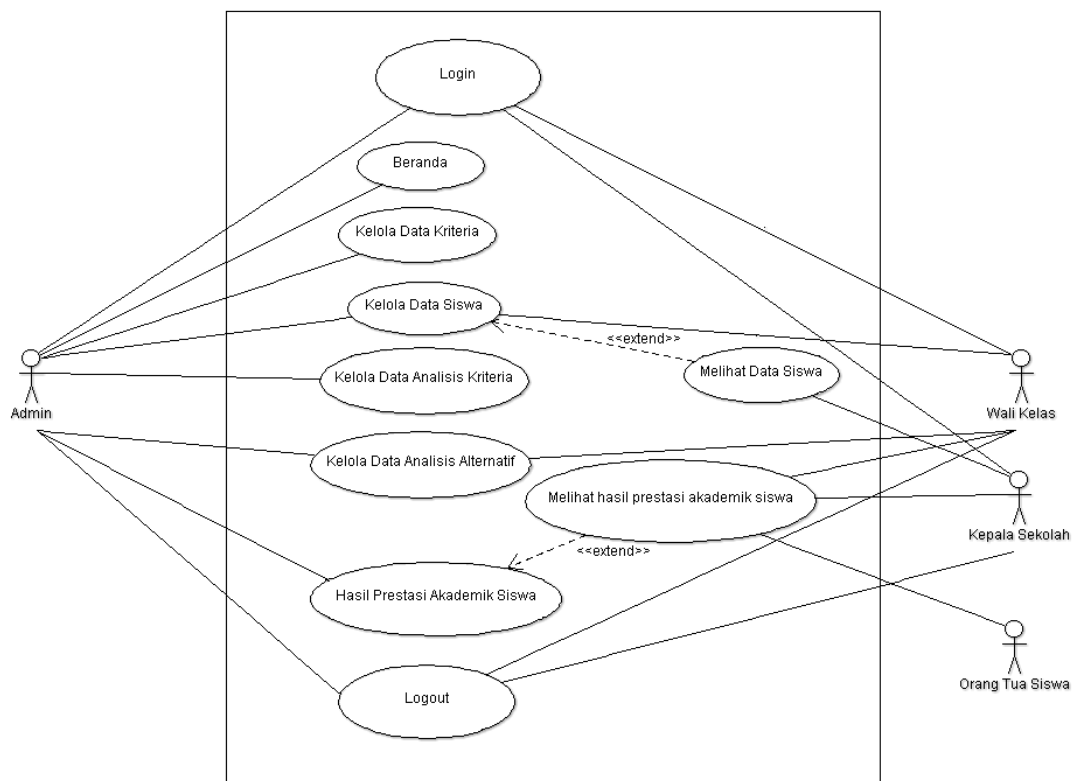 Login
Beranda
Kelola Data Kriteria
Kelola Data Siswa
<<extend>>
Melihat Data Siswa
Kelola Data Analisis Kriteria
Admin
Wali Kelas
Kelola Data Analisis Alternatif
Melihat hasil prestasi akademik siswa
Kepala Sekolah
<<extend>>
Hasil Prestasi Akademik Siswa
Orang Tua Siswa
Logout